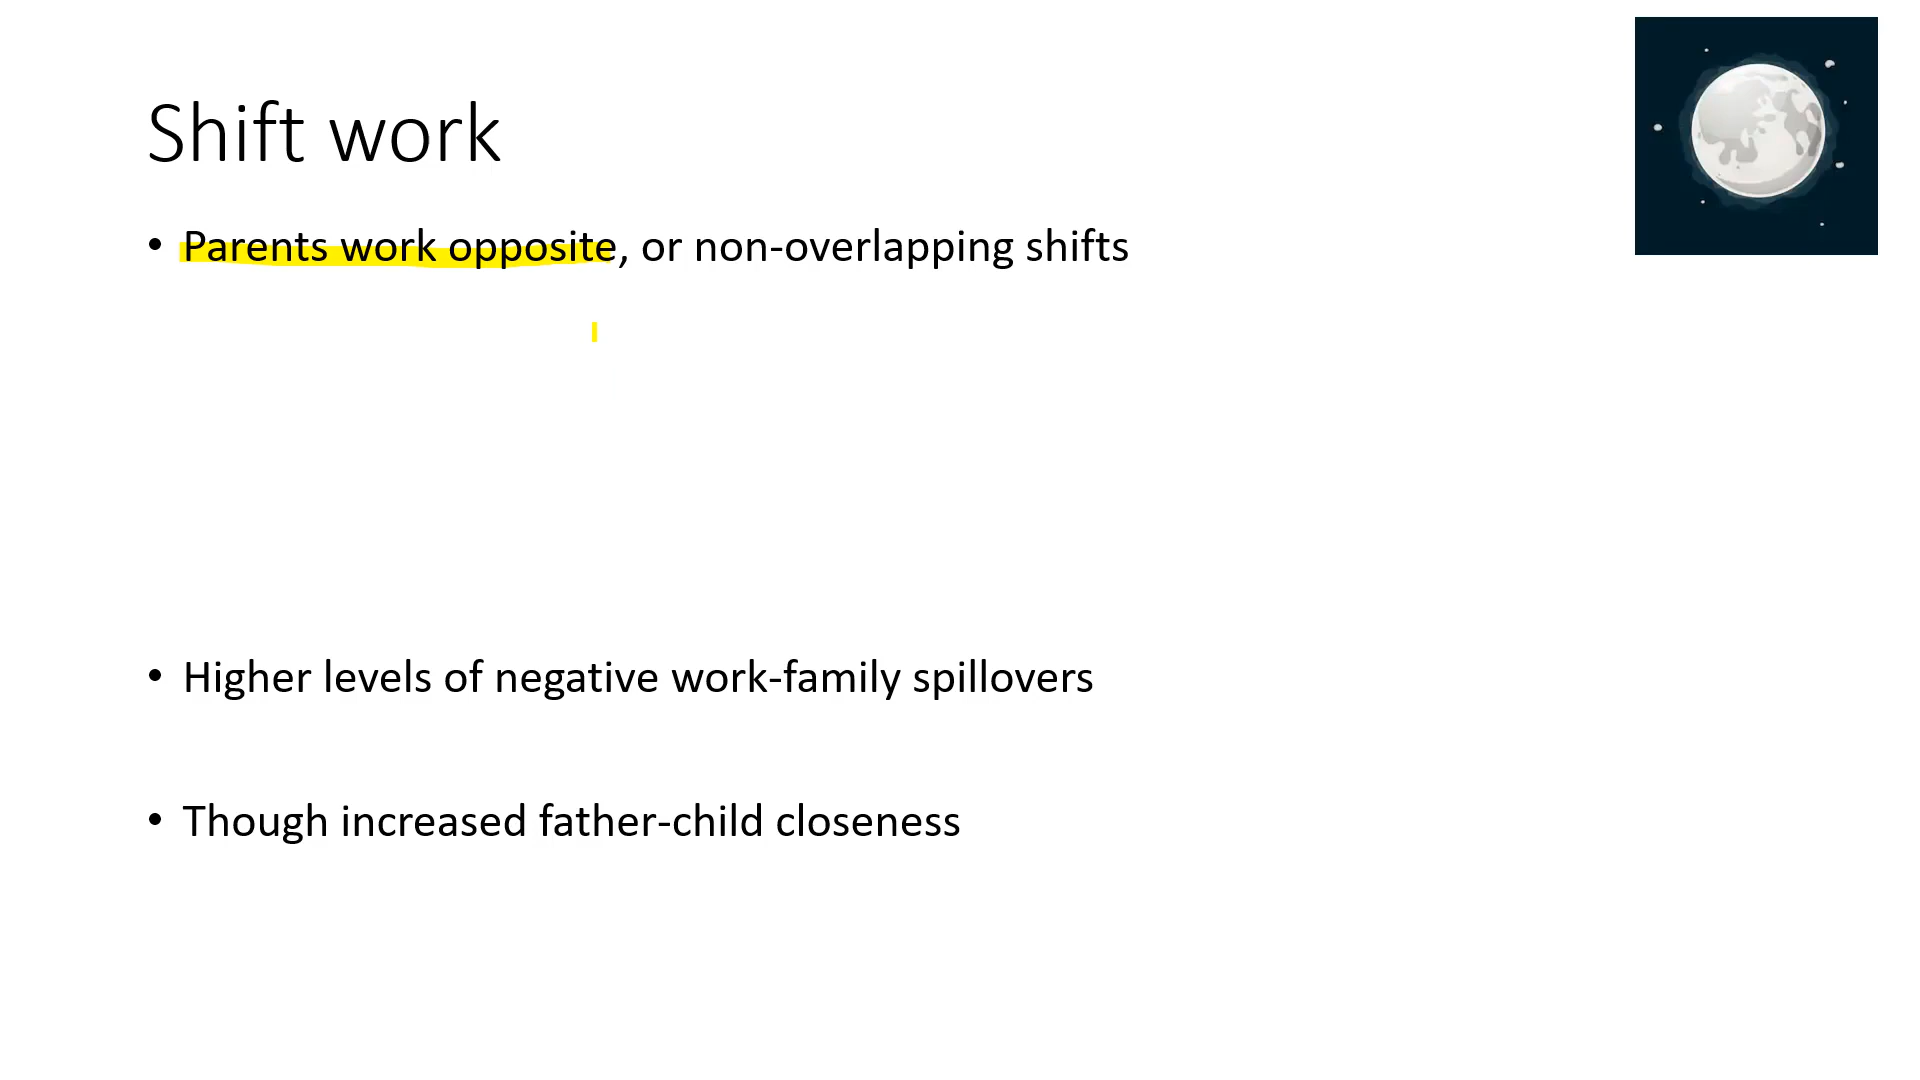 Shift work
• Parents work opposite, or non-overlapping shifts
• Higher levels of negative work-family spillovers
• Though increased father-child closeness